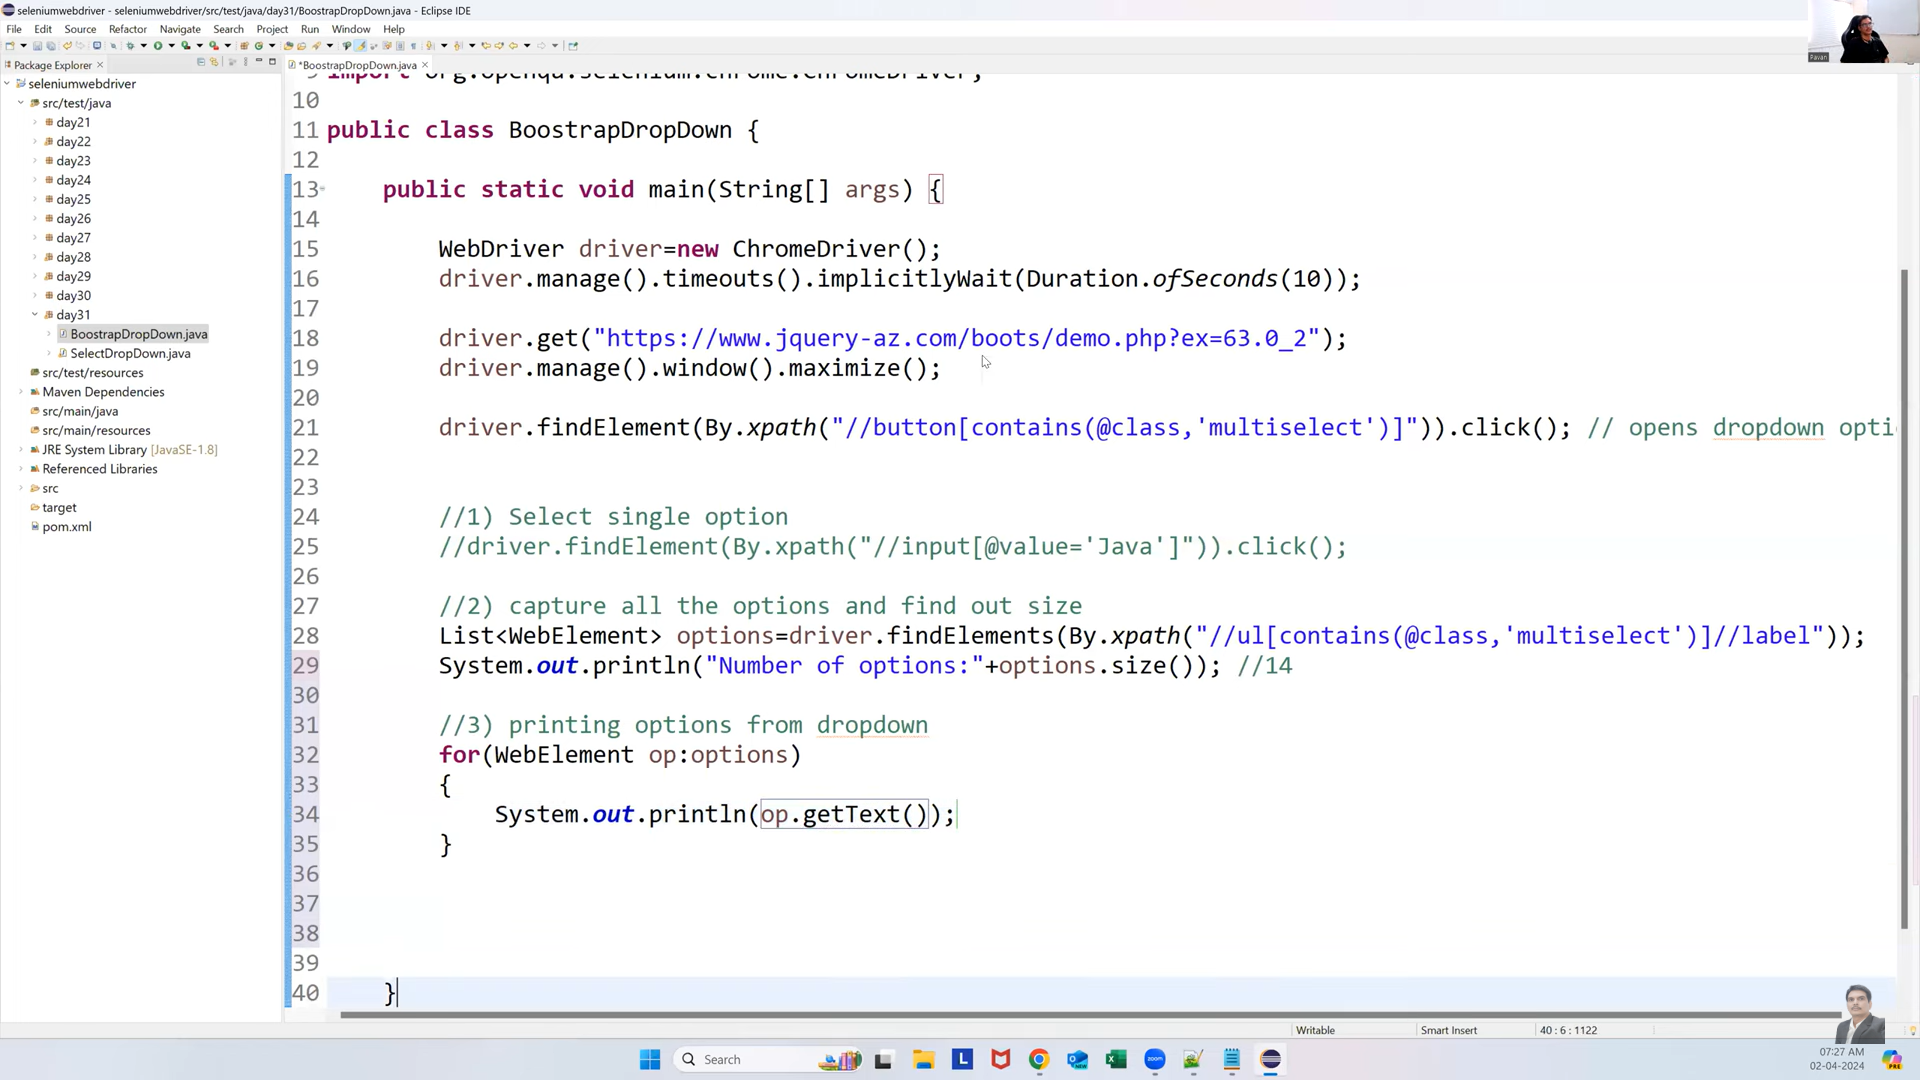 seleniumwebdriver - seleniumwebdriver/src/test/java/day31/BoostrapDropDown.java - Eclipse IDE
File Edit Source Refactor Navigate Search Project Run Window Help
Package Explorer
*BoostrapDropDown.java
seleniumwebdriver
src/test/java
day21
day22
day23
day24
day25
day26
day27
day28
day29
day30
day31
BoostrapDropDown.java
SelectDropDown.java
src/test/resources
Maven Dependencies
src/main/java
src/main/resources
JRE System Library [JavaSE-1.8]
Referenced Libraries
src
target
pom.xml
9 import org.openqa.selenium.chrome.ChromeDriver;
10
11 public class BoostrapDropDown {
12
13 public static void main(String[] args) {
14
15 WebDriver driver=new ChromeDriver();
16 driver.manage().timeouts().implicitlyWait(Duration.ofSeconds(10));
17
18 driver.get("https://www.jquery-az.com/boots/demo.php?ex=63.0_2");
19 driver.manage().window().maximize();
20
21 driver.findElement(By.xpath("//button[contains(@class,'multiselect')]")).click(); // opens dropdown opti
22
23
24 //1) Select single option
25 //driver.findElement(By.xpath("//input[@value='Java']")).click();
26
27 //2) capture all the options and find out size
28 List<WebElement> options=driver.findElements(By.xpath("//ul[contains(@class,'multiselect')]//label"));
29 System.out.println("Number of options:"+options.size()); //14
30
31 //3) printing options from dropdown
32 for(WebElement op:options)
33 {
34 System.out.println(op.getText());
35 }
36
37
38
39
40 }
Pavan
Writable Smart Insert 40 : 6 : 1122
Search
07:27 AM
02-04-2024